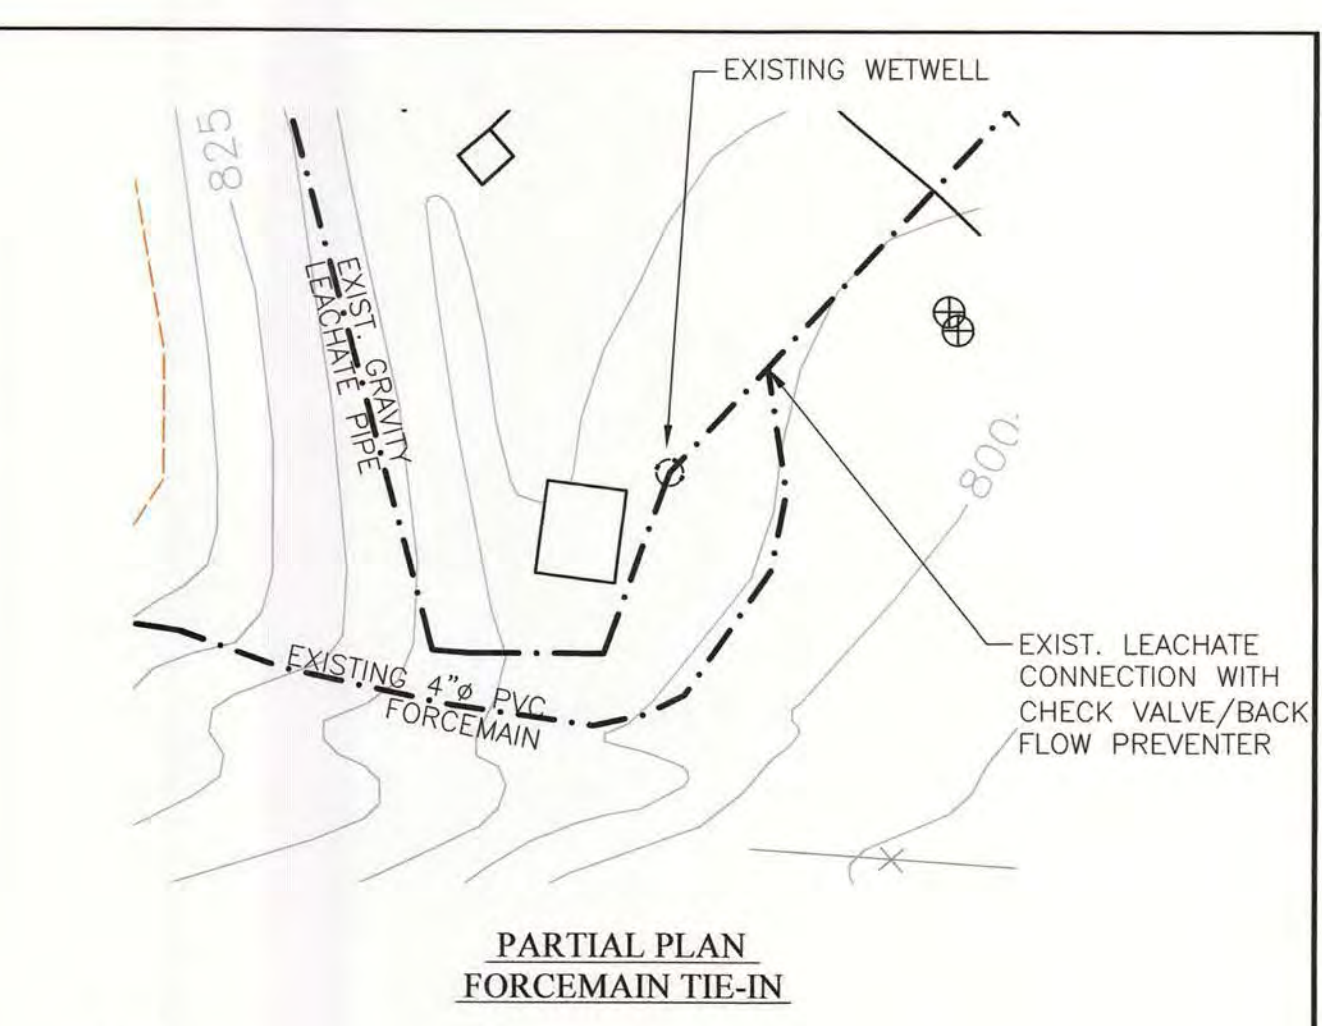 EXISTING WETWELL
825
EXIST. GRAVITY
LEACHATE PIPE
800
EXISTING 4"ø PVC
FORCEMAIN
EXIST. LEACHATE
CONNECTION WITH
CHECK VALVE/BACK
FLOW PREVENTER
PARTIAL PLAN
FORCEMAIN TIE-IN